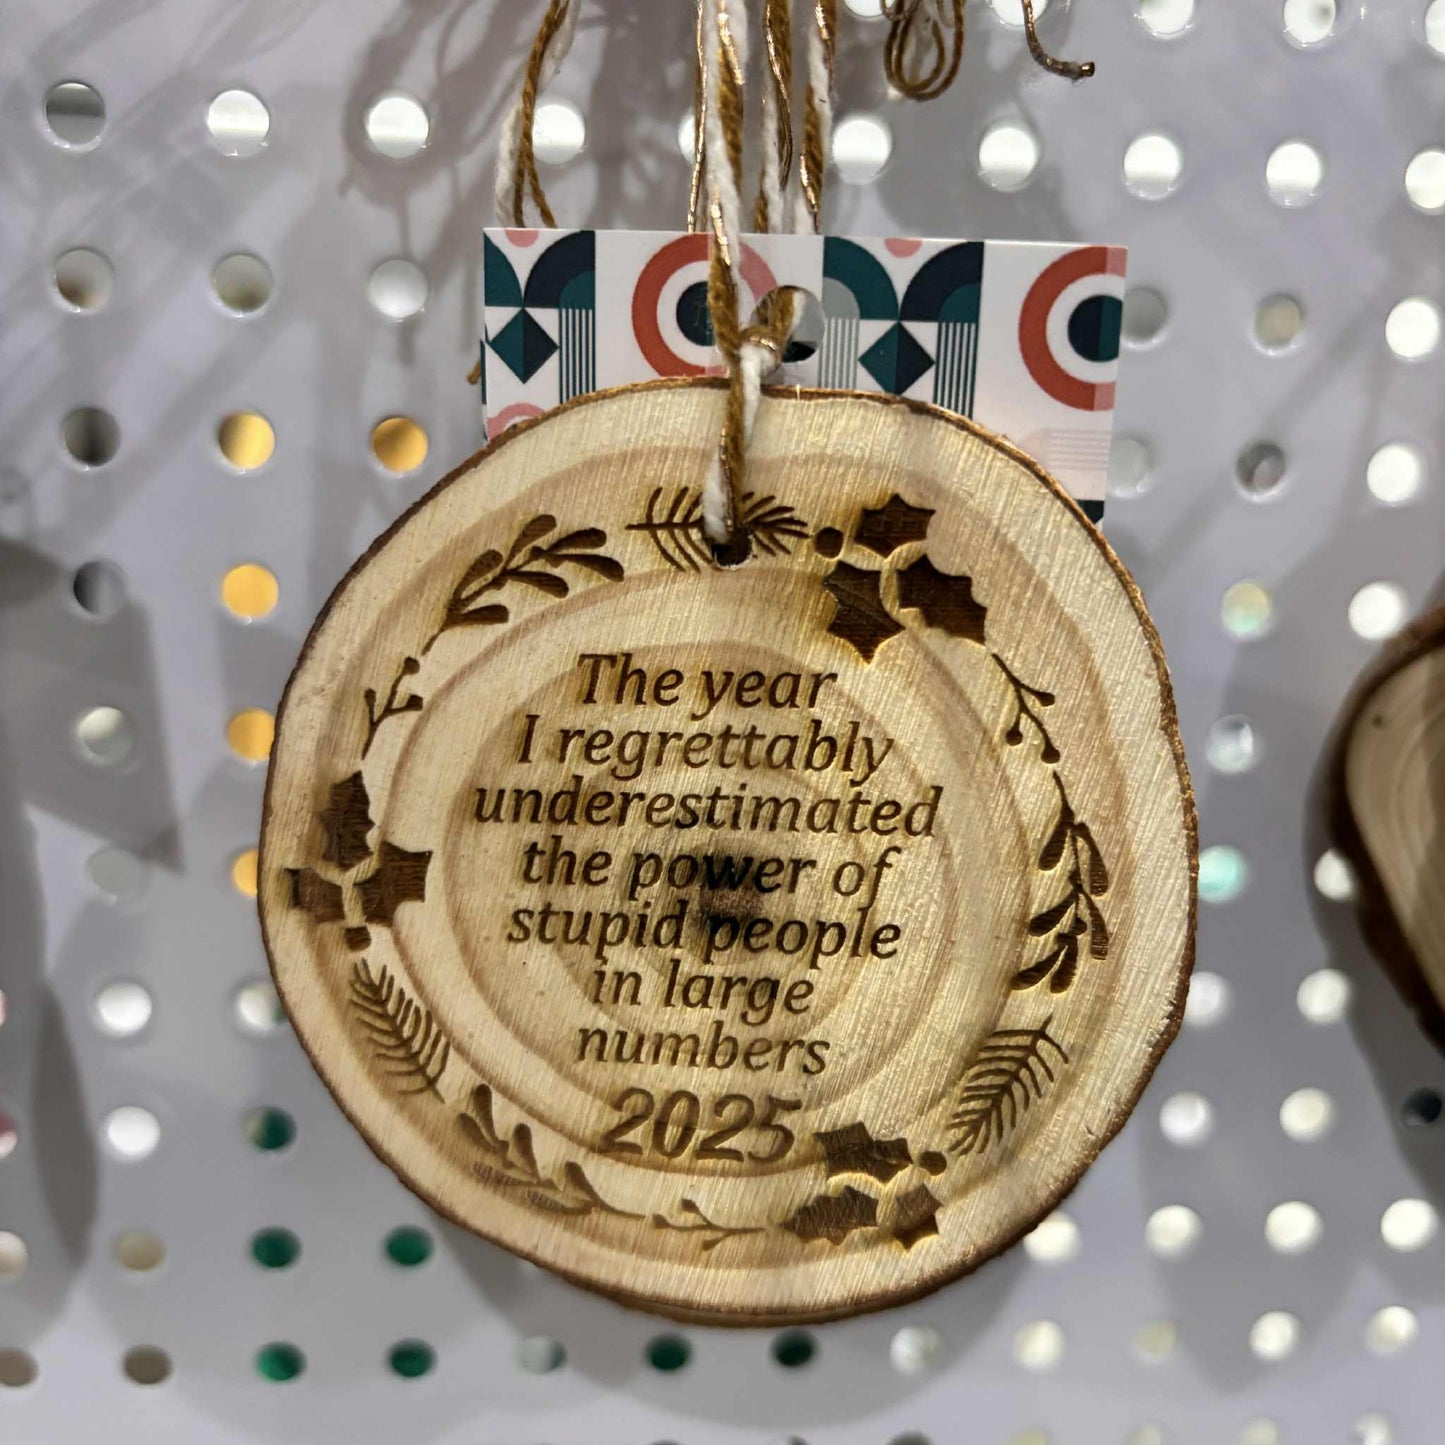 The year
I regrettably
underestimated
the power of
stupid people
in large
numbers
2025